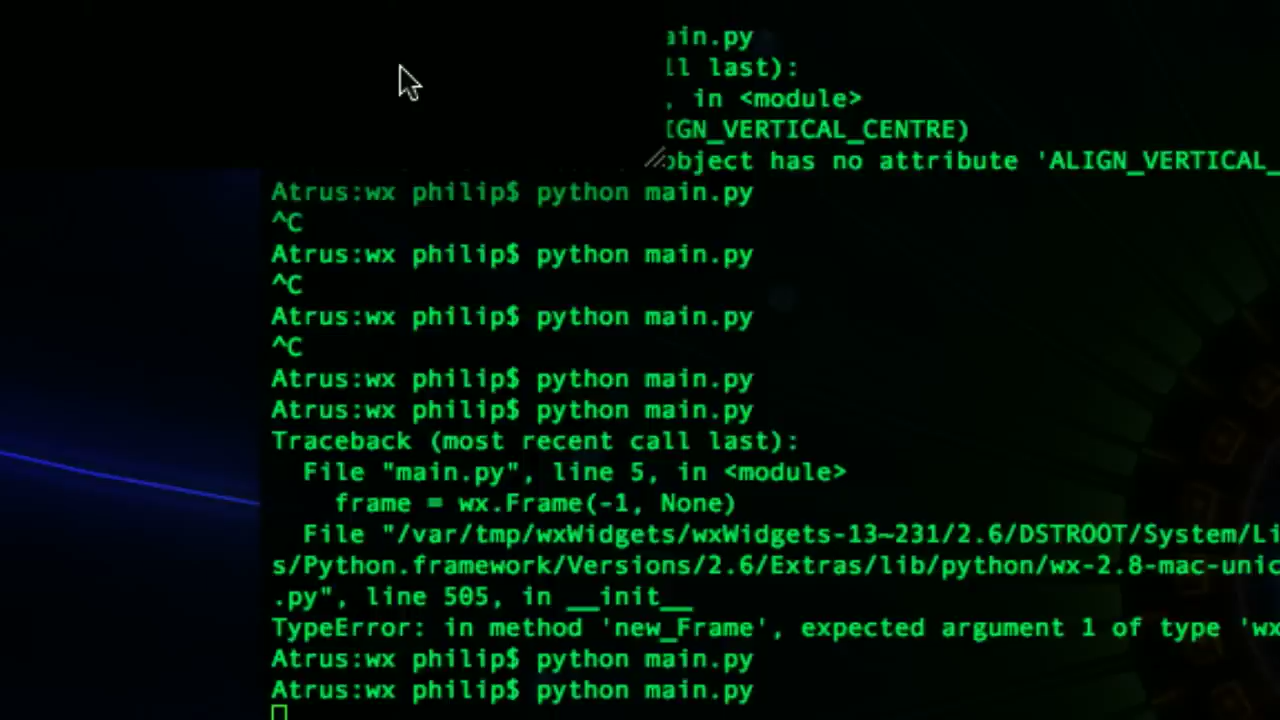 ain.py
ll last):
, in <module>
IGN_VERTICAL_CENTRE)
object has no attribute 'ALIGN_VERTICAL_
Atrus:wx philip$ python main.py
^C
Atrus:wx philip$ python main.py
^C
Atrus:wx philip$ python main.py
^C
Atrus:wx philip$ python main.py
Atrus:wx philip$ python main.py
Traceback (most recent call last):
File "main.py", line 5, in <module>
frame = wx.Frame(-1, None)
File "/var/tmp/wxWidgets/wxWidgets-13~231/2.6/DSTROOT/System/Li
s/Python.framework/Versions/2.6/Extras/lib/python/wx-2.8-mac-unic
.py", line 505, in __init__
TypeError: in method 'new_Frame', expected argument 1 of type 'wx
Atrus:wx philip$ python main.py
Atrus:wx philip$ python main.py